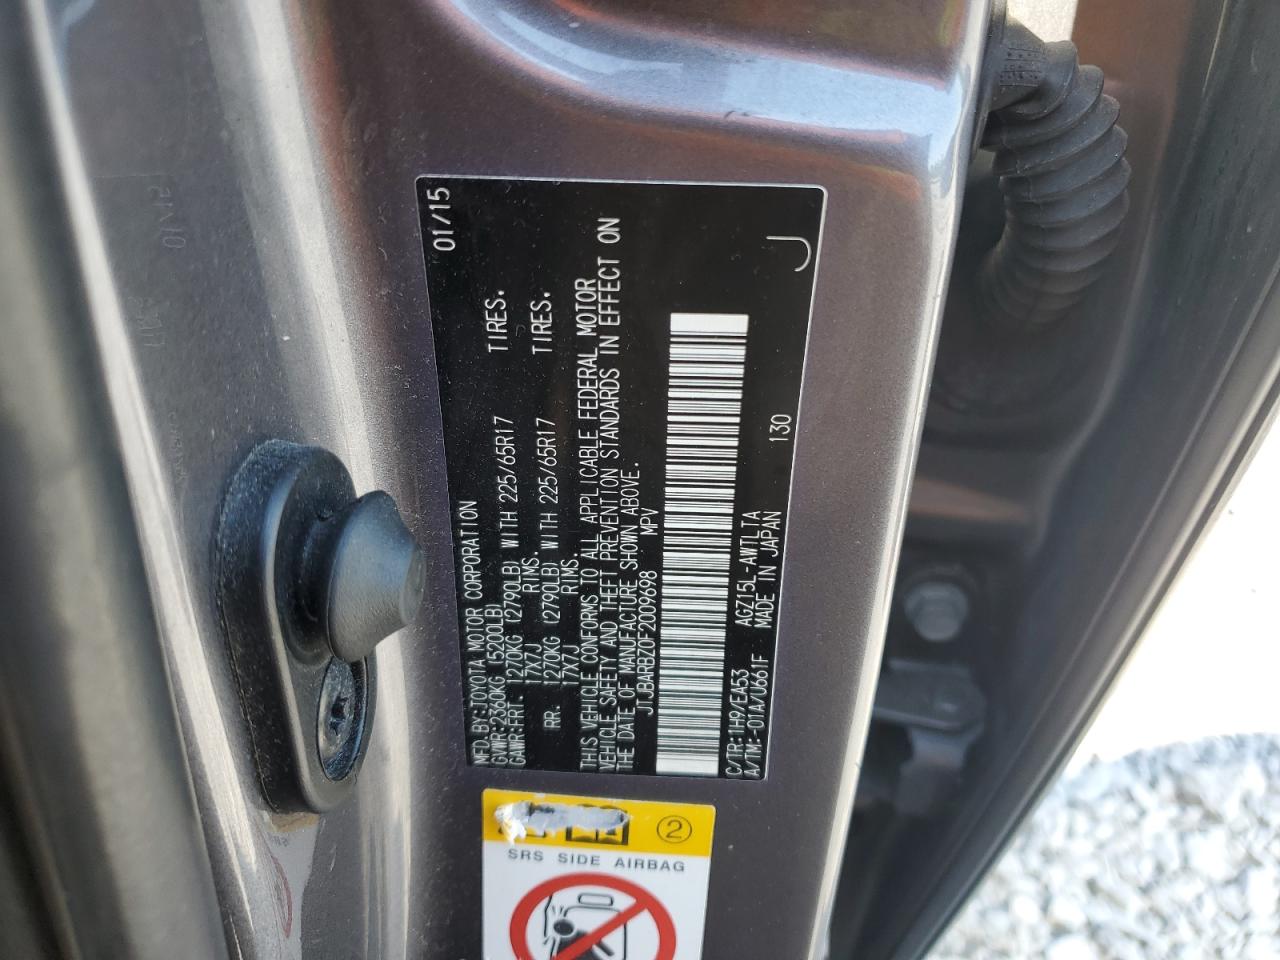 MFD.BY:TOYOTA MOTOR CORPORATION 01/15
GVWR:2360KG (5200LB)
GAWR:FRT. 1270KG (2790LB) WITH 225/65R17 TIRES.
17X7J RIMS.
RR. 1270KG (2790LB) WITH 225/65R17 TIRES.
17X7J RIMS.
THIS VEHICLE CONFORMS TO ALL APPLICABLE FEDERAL MOTOR
VEHICLE SAFETY AND THEFT PREVENTION STANDARDS IN EFFECT ON
THE DATE OF MANUFACTURE SHOWN ABOVE.
JTJBARBZ0F2009698 MPV
C/TR:1H9/EA53 AGZ15L-AWTLTA
A/TM:-01A/U661F MADE IN JAPAN 130
J
2
SRS SIDE AIRBAG